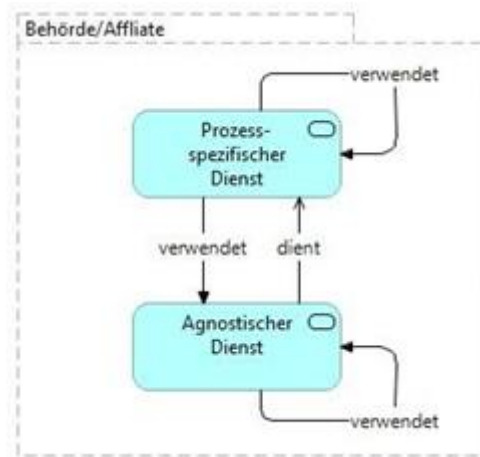 Behörde/Affliate
verwendet
Prozess-
spezifischer
Dienst
verwendet dient
Agnostischer
Dienst
verwendet